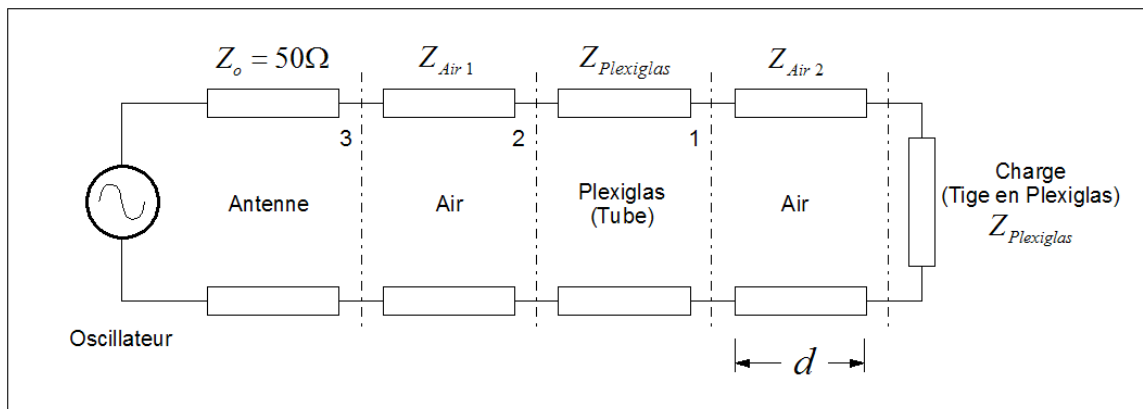 Z_o = 50Ω
Z_Air 1
Z_Plexiglas
Z_Air 2
3
2
1
Antenne
Air
Plexiglas
(Tube)
Air
Charge
(Tige en Plexiglas)
Z_Plexiglas
Oscillateur
d